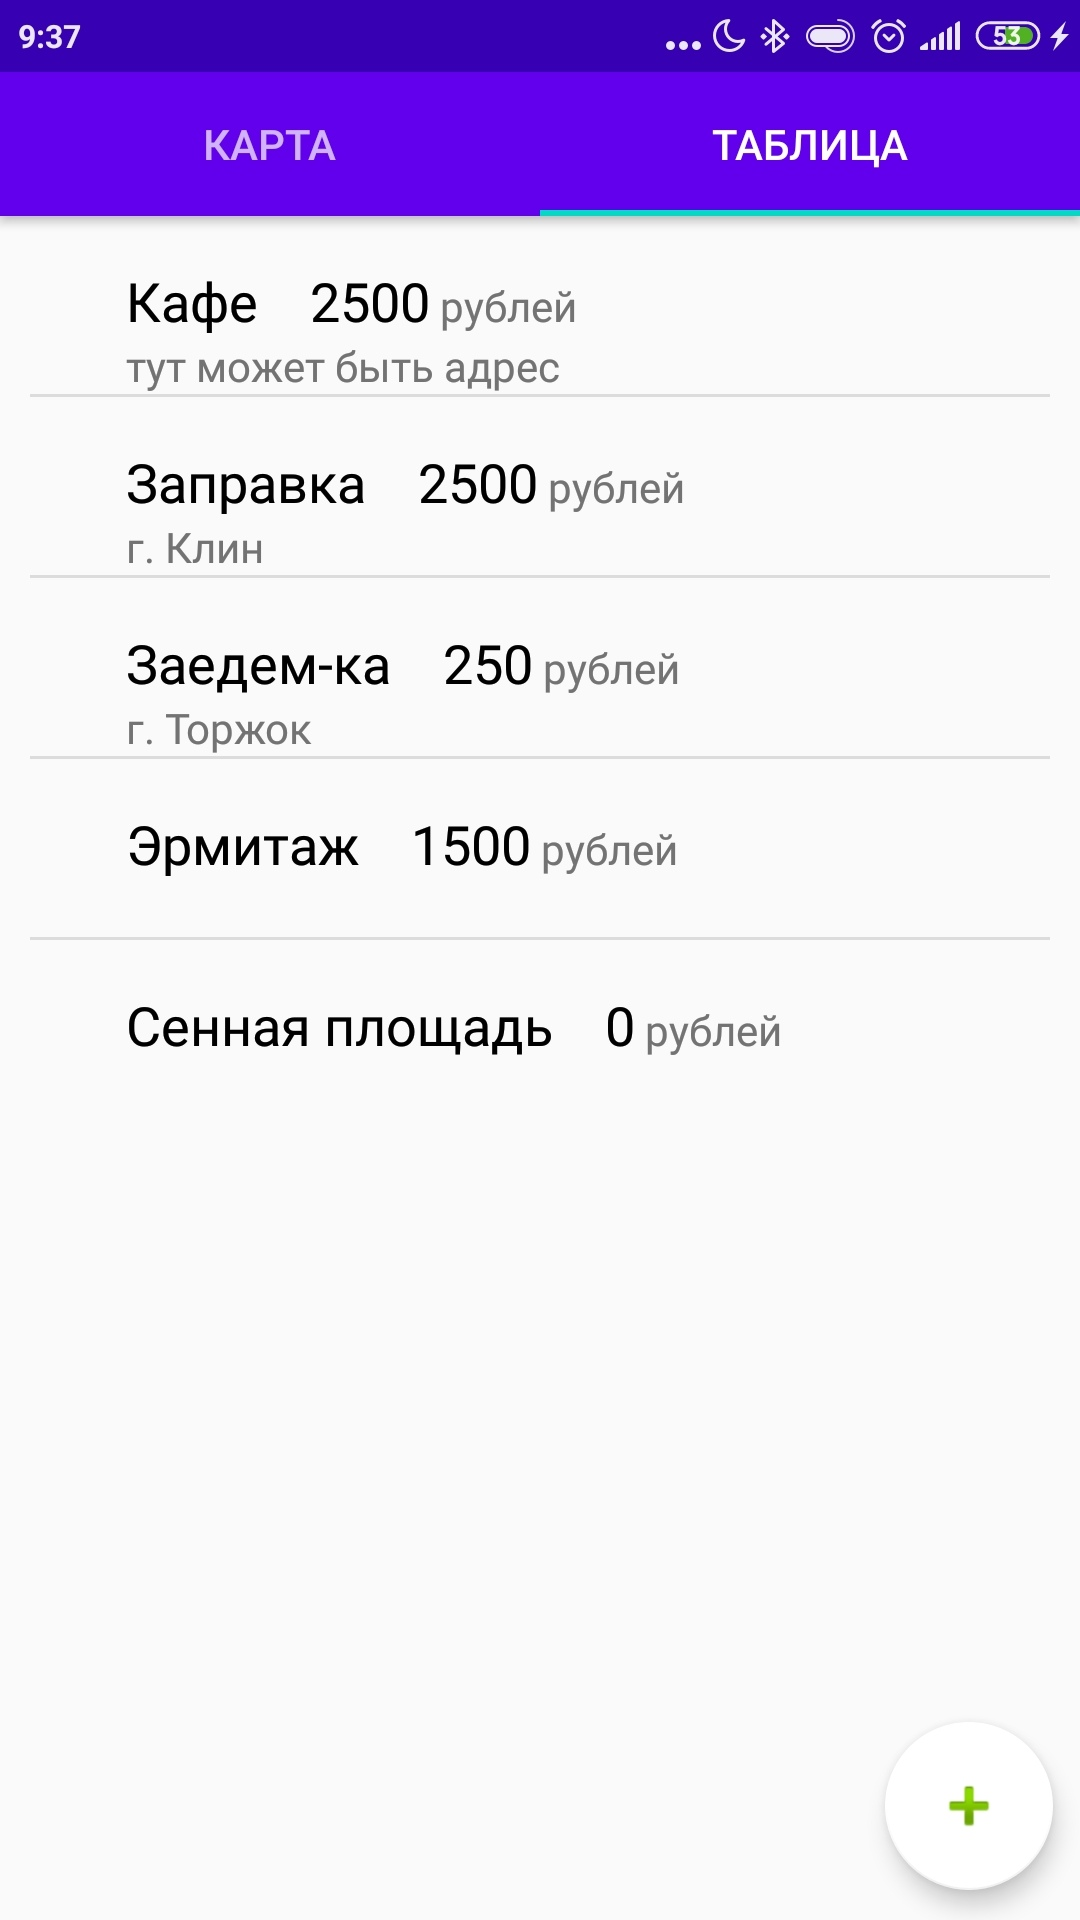 9:37 53
КАРТА ТАБЛИЦА
Кафе 2500 рублей
тут может быть адрес
Заправка 2500 рублей
г. Клин
Заедем-ка 250 рублей
г. Торжок
Эрмитаж 1500 рублей
Сенная площадь 0 рублей